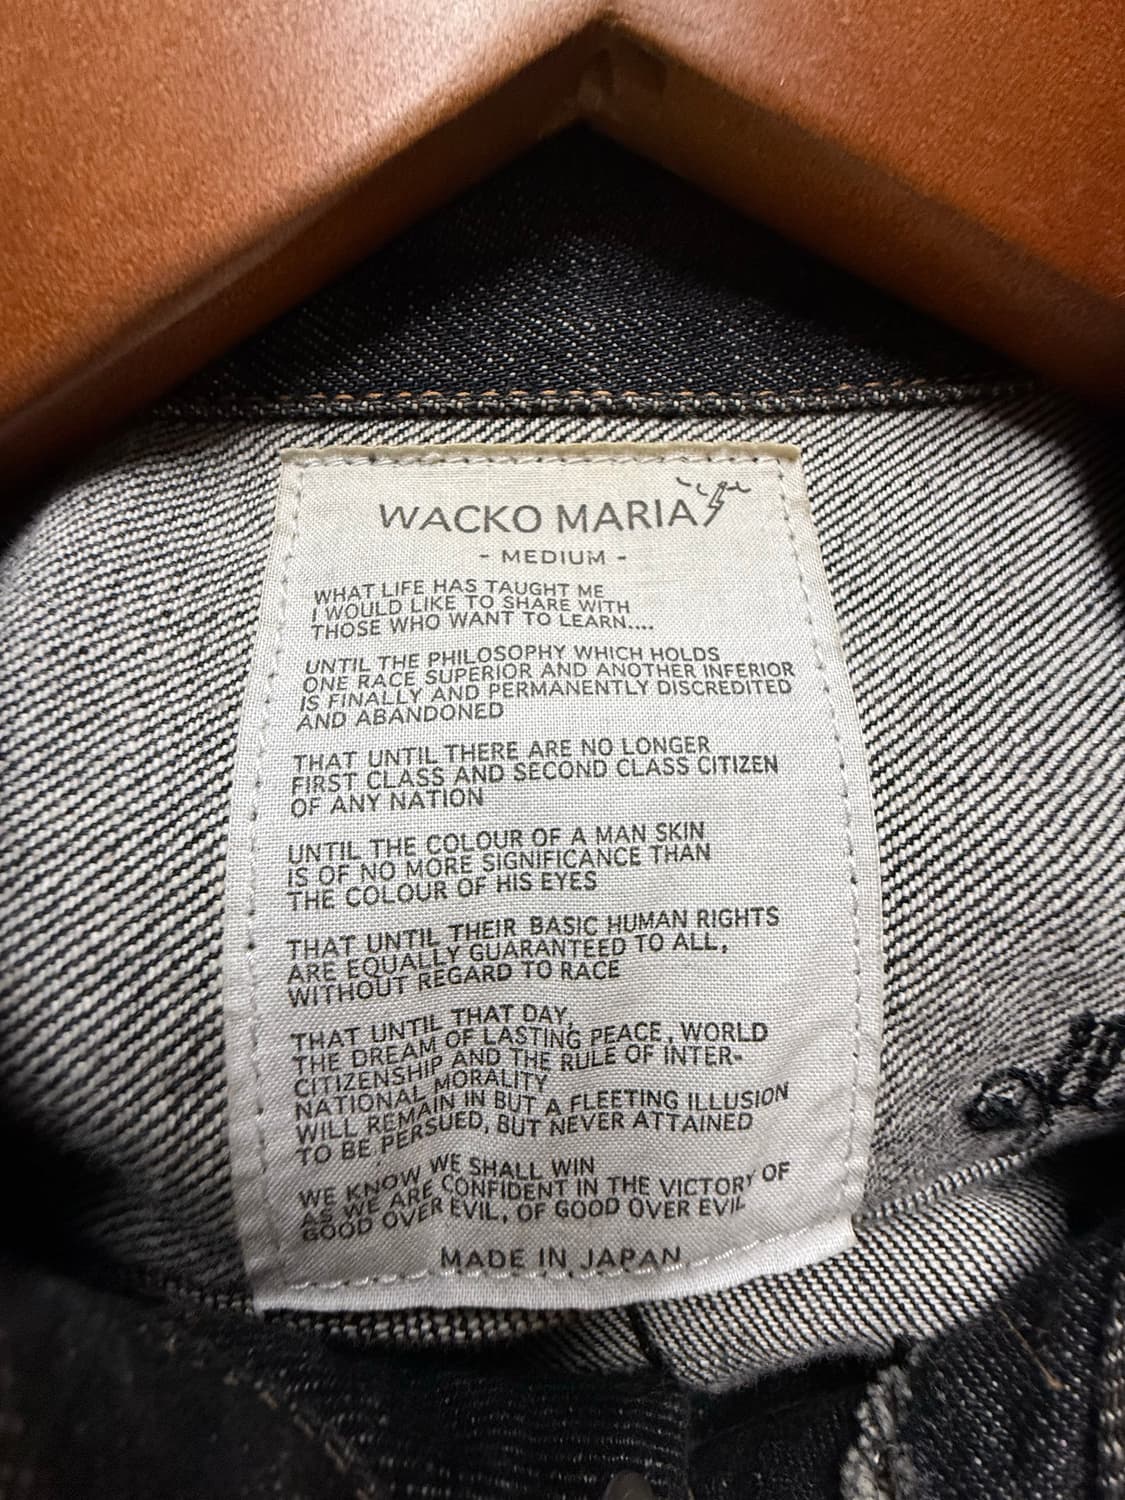 WACKO MARIA
- MEDIUM -
WHAT LIFE HAS TAUGHT ME
I WOULD LIKE TO SHARE WITH
THOSE WHO WANT TO LEARN....
UNTIL THE PHILOSOPHY WHICH HOLDS
ONE RACE SUPERIOR AND ANOTHER INFERIOR
IS FINALLY AND PERMANENTLY DISCREDITED
AND ABANDONED
THAT UNTIL THERE ARE NO LONGER
FIRST CLASS AND SECOND CLASS CITIZEN
OF ANY NATION
UNTIL THE COLOUR OF A MAN SKIN
IS OF NO MORE SIGNIFICANCE THAN
THE COLOUR OF HIS EYES
THAT UNTIL THEIR BASIC HUMAN RIGHTS
ARE EQUALLY GUARANTEED TO ALL,
WITHOUT REGARD TO RACE
THAT UNTIL THAT DAY,
THE DREAM OF LASTING PEACE, WORLD
CITIZENSHIP AND THE RULE OF INTER-
NATIONAL MORALITY
WILL REMAIN IN BUT A FLEETING ILLUSION
TO BE PERSUED, BUT NEVER ATTAINED
WE KNOW WE SHALL WIN
AS WE ARE CONFIDENT IN THE VICTORY OF
GOOD OVER EVIL, OF GOOD OVER EVIL
MADE IN JAPAN